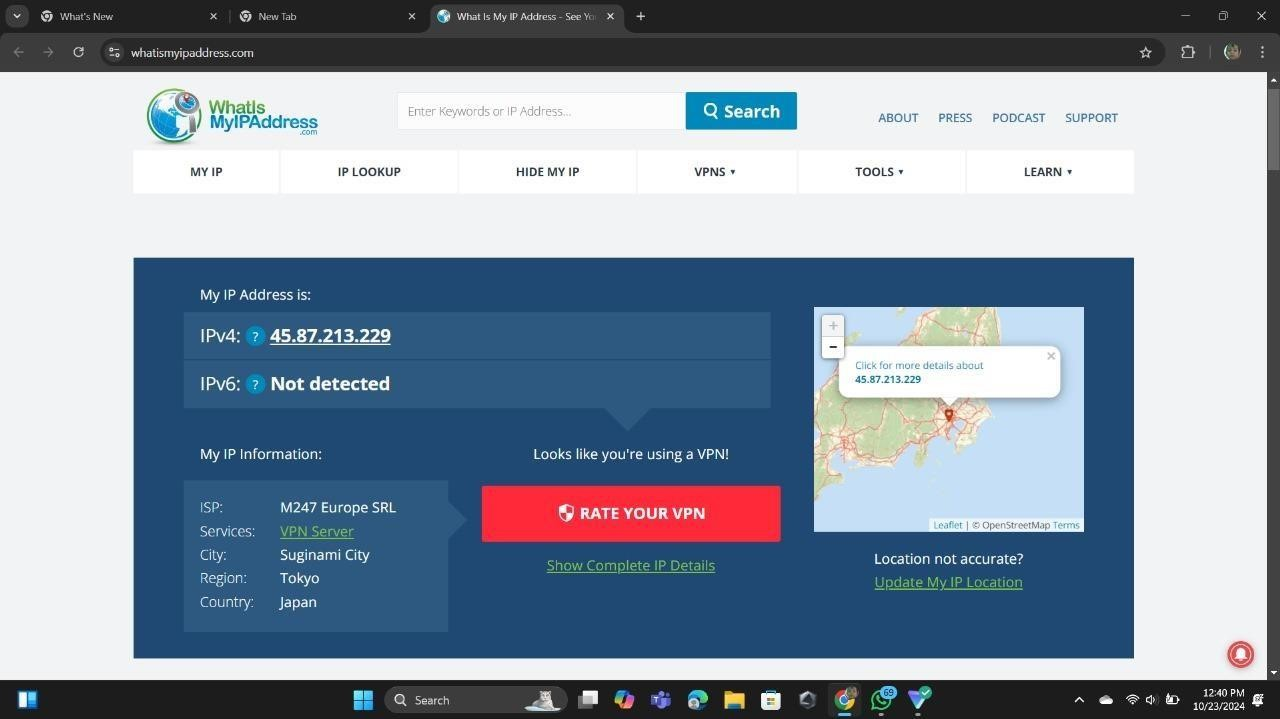 What's New
New Tab
What Is My IP Address - See Yo
whatismyipaddress.com
WhatIs
MyIPAddress
.com
Enter Keywords or IP Address...
Search
ABOUT
PRESS
PODCAST
SUPPORT
MY IP
IP LOOKUP
HIDE MY IP
VPNS
TOOLS
LEARN
My IP Address is:
IPv4: ? 45.87.213.229
IPv6: ? Not detected
My IP Information:
ISP: M247 Europe SRL
Services: VPN Server
City: Suginami City
Region: Tokyo
Country: Japan
Looks like you're using a VPN!
RATE YOUR VPN
Show Complete IP Details
+
−
Click for more details about
45.87.213.229
×
Leaflet | © OpenStreetMap Terms
Location not accurate?
Update My IP Location
Search
69
12:40 PM
10/23/2024